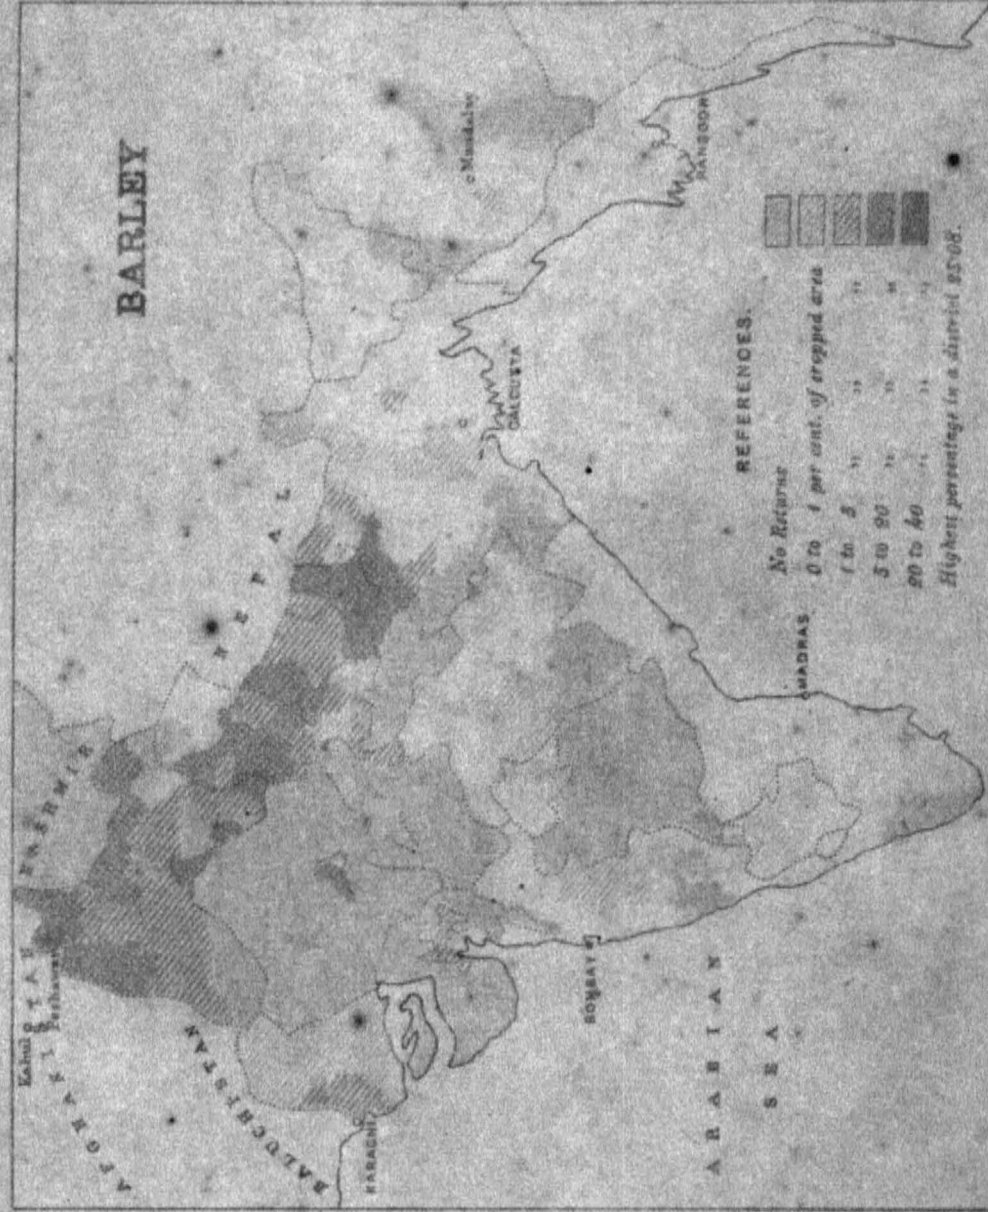 BARLEY
Kabul
Peshawar
AFGHANISTAN
KASHMIR
BALUCHISTAN
NEPAL
KARACHI
CALCUTTA
Mandalay
RANGOON
BOMBAY
MADRAS
ARABIAN
SEA
REFERENCES.
No Returns
0 to 1 per cent. of cropped area
1 to 5 " "
5 to 20 " "
20 to 40 " "
Highest percentage in a district